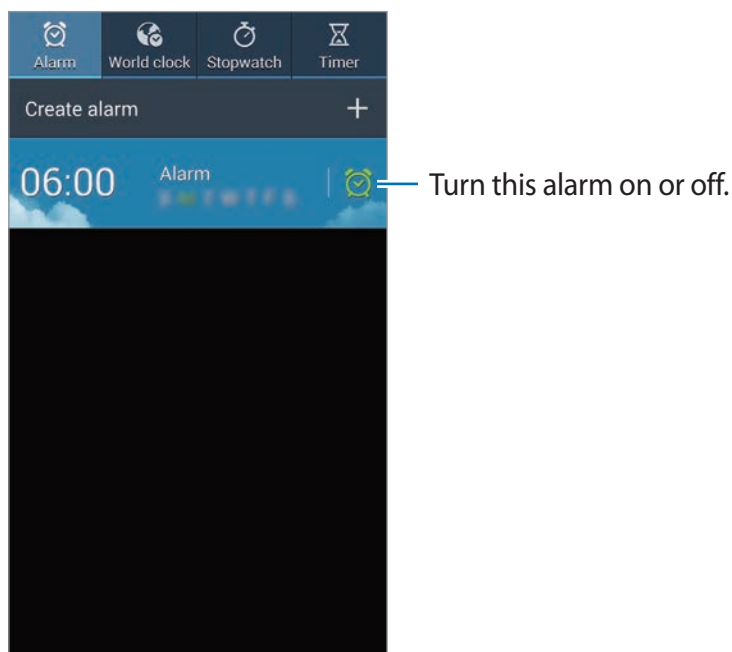 Alarm World clock Stopwatch Timer
Create alarm +
06:00 Alarm
Turn this alarm on or off.